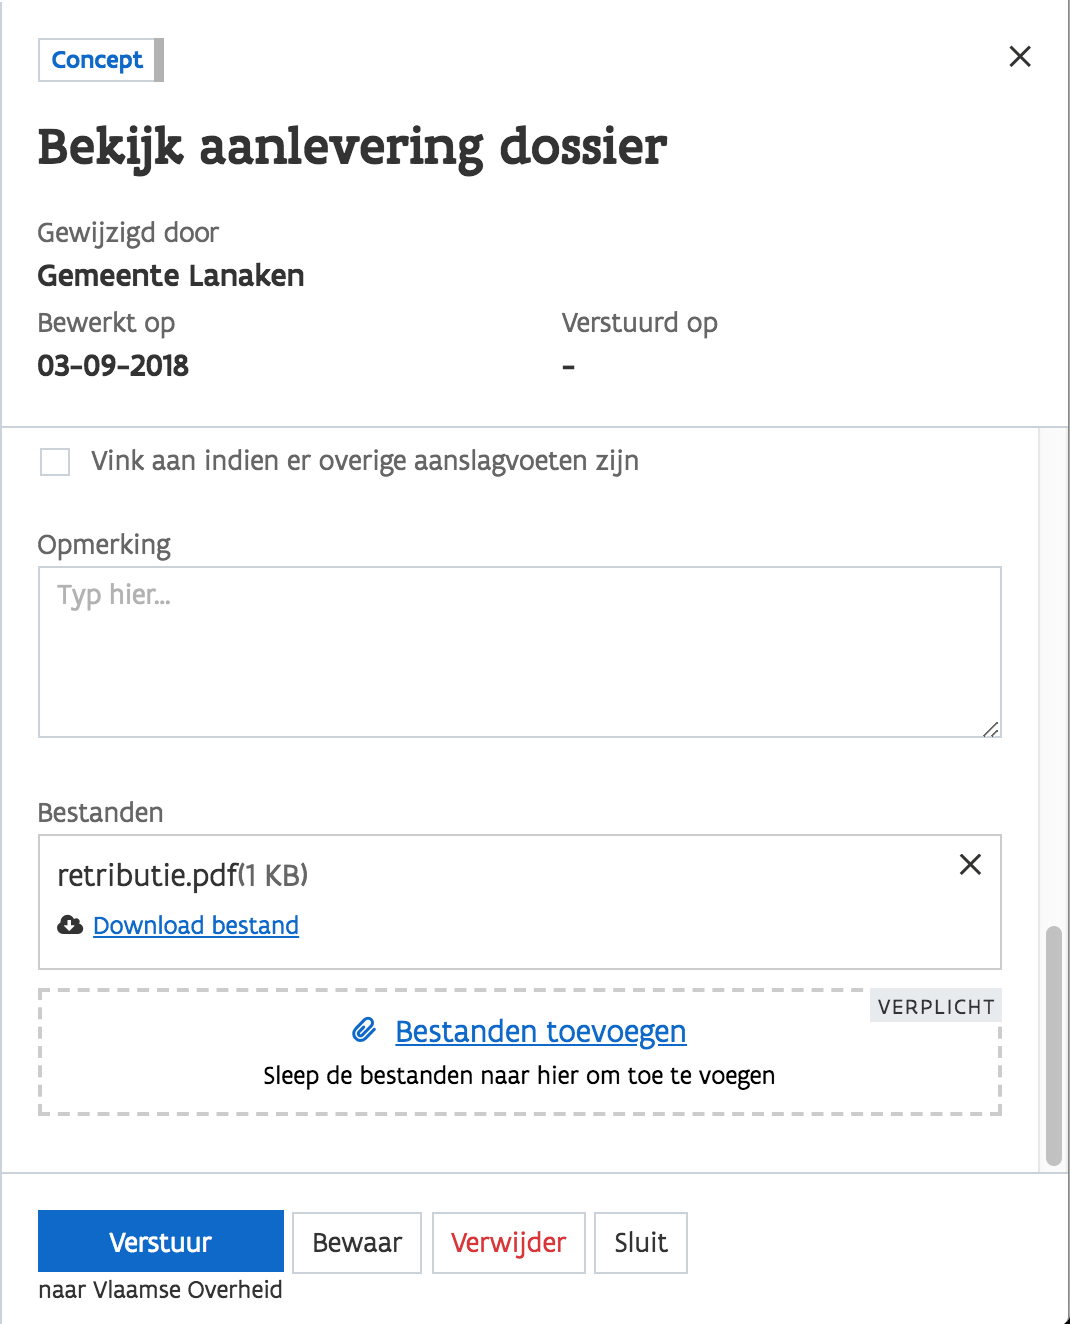 Concept
Bekijk aanlevering dossier
Gewijzigd door
Gemeente Lanaken
Bewerkt op
Verstuurd op
03-09-2018
-
Vink aan indien er overige aanslagvoeten zijn
Opmerking
Typ hier...
Bestanden
retributie.pdf(1 KB)
Download bestand
VERPLICHT
Bestanden toevoegen
Sleep de bestanden naar hier om toe te voegen
Verstuur
Bewaar
Verwijder
Sluit
naar Vlaamse Overheid